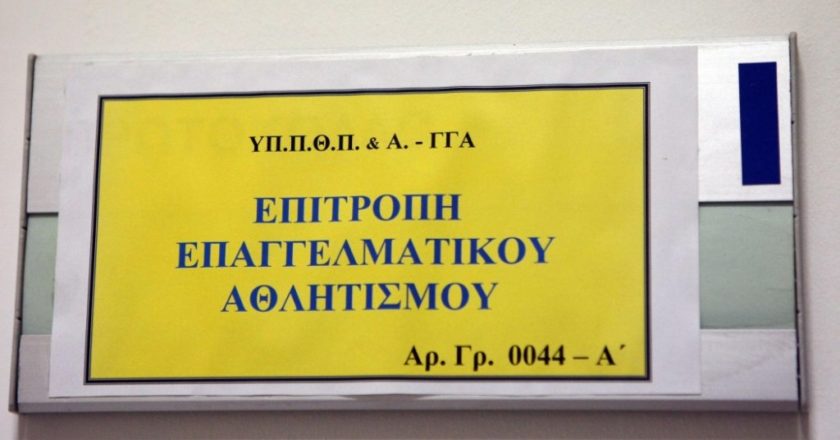 ΥΠ.Π.Θ.Π. & Α. - ΓΓΑ
ΕΠΙΤΡΟΠΗ
ΕΠΑΓΓΕΛΜΑΤΙΚΟΥ
ΑΘΛΗΤΙΣΜΟΥ
Αρ. Γρ. 0044 – Α΄